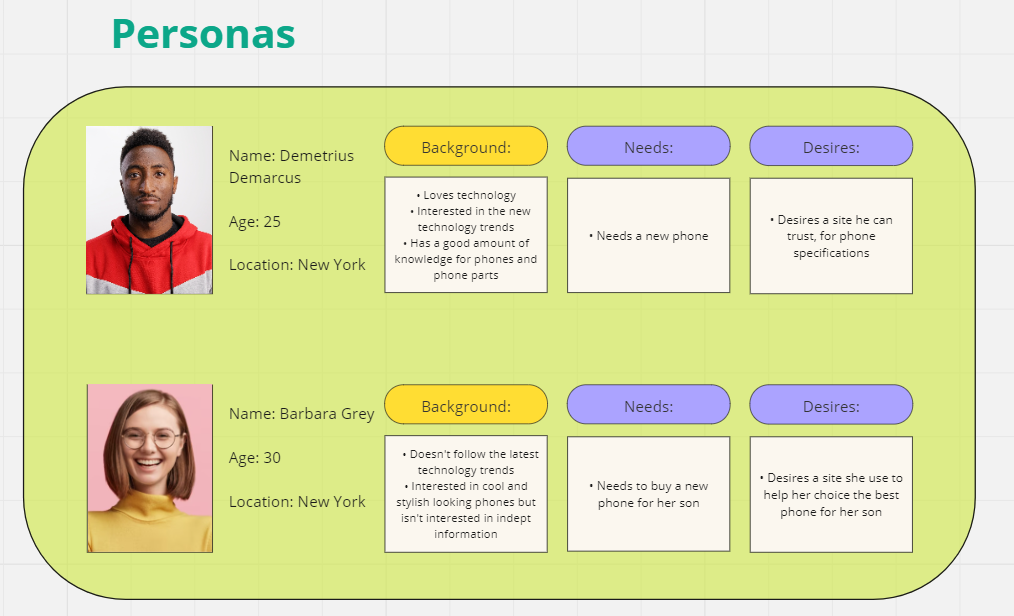 Personas
Name: Demetrius
Demarcus
Age: 25
Location: New York
Background:
• Loves technology
• Interested in the new
technology trends
• Has a good amount of
knowledge for phones and
phone parts
Needs:
• Needs a new phone
Desires:
• Desires a site he can
trust, for phone
specifications
Name: Barbara Grey
Age: 30
Location: New York
Background:
• Doesn't follow the latest
technology trends
• Interested in cool and
stylish looking phones but
isn't interested in indept
information
Needs:
• Needs to buy a new
phone for her son
Desires:
• Desires a site she use to
help her choice the best
phone for her son